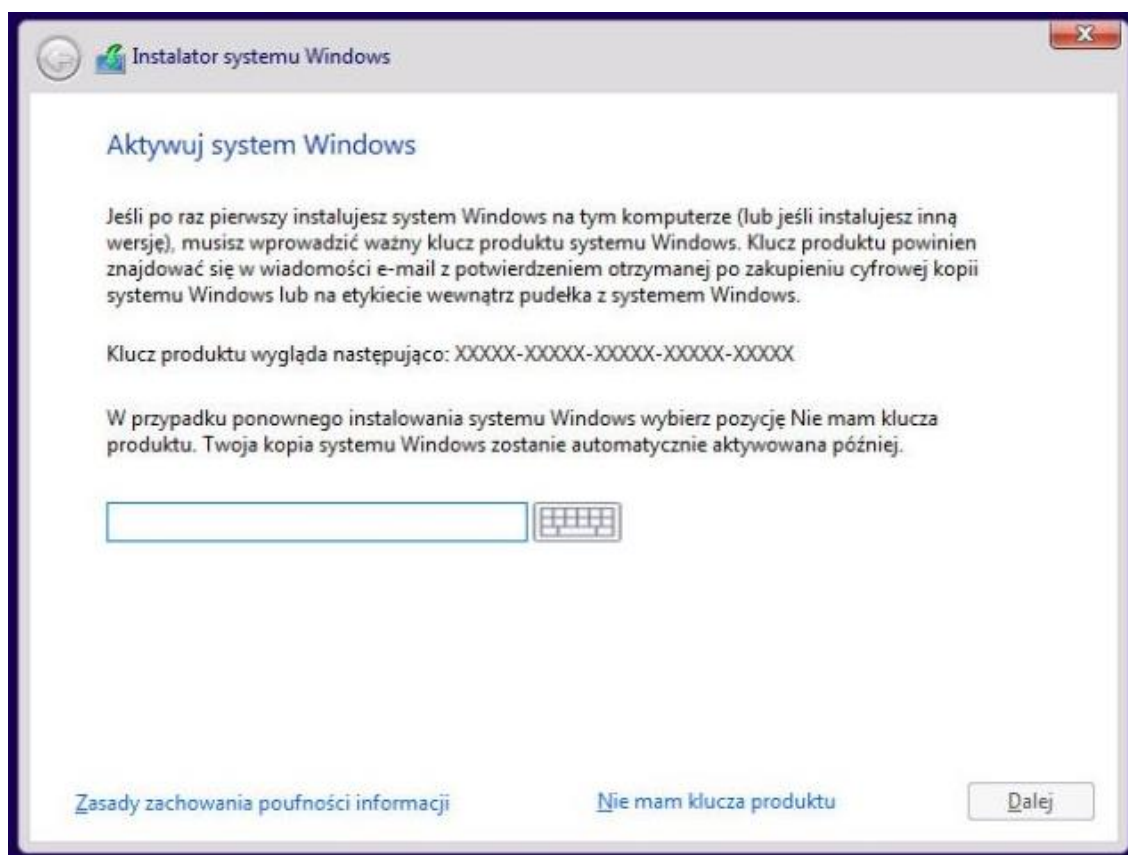 Instalator systemu Windows
Aktywuj system Windows
Jeśli po raz pierwszy instalujesz system Windows na tym komputerze (lub jeśli instalujesz inną
wersję), musisz wprowadzić ważny klucz produktu systemu Windows. Klucz produktu powinien
znajdować się w wiadomości e-mail z potwierdzeniem otrzymanej po zakupieniu cyfrowej kopii
systemu Windows lub na etykiecie wewnątrz pudełka z systemem Windows.
Klucz produktu wygląda następująco: XXXXX-XXXXX-XXXXX-XXXXX-XXXXX
W przypadku ponownego instalowania systemu Windows wybierz pozycję Nie mam klucza
produktu. Twoja kopia systemu Windows zostanie automatycznie aktywowana później.
Zasady zachowania poufności informacji
Nie mam klucza produktu
Dalej